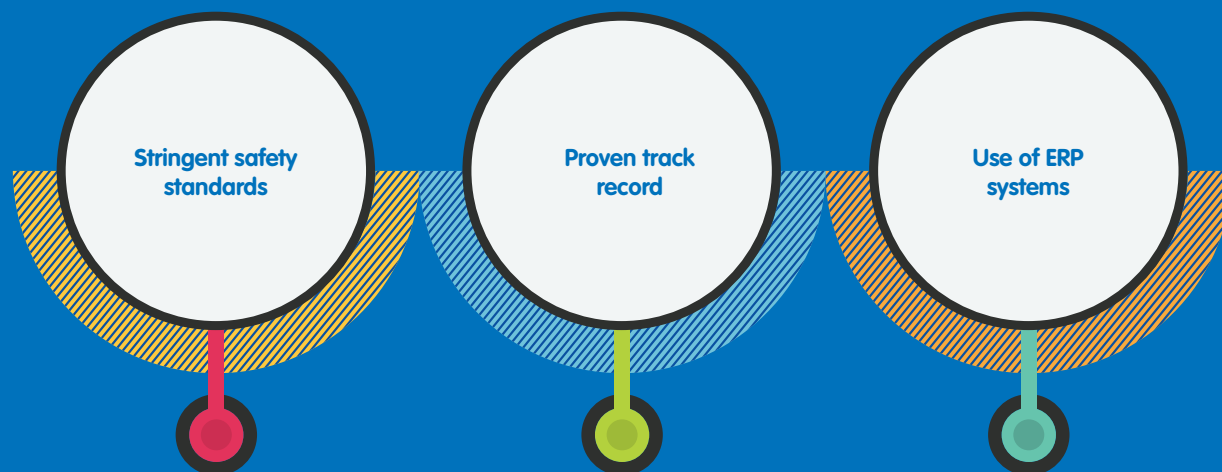 Stringent safety
standards
Proven track
record
Use of ERP
systems